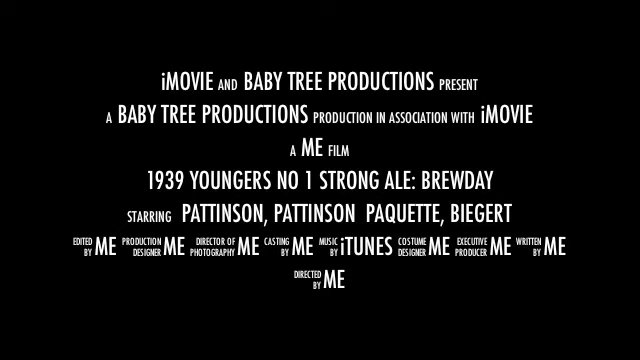 iMOVIE AND BABY TREE PRODUCTIONS PRESENT
A BABY TREE PRODUCTIONS PRODUCTION IN ASSOCIATION WITH iMOVIE
A ME FILM
1939 YOUNGERS NO 1 STRONG ALE: BREWDAY
STARRING PATTINSON, PATTINSON PAQUETTE, BIEGERT
EDITED BY ME PRODUCTION DESIGNER ME DIRECTOR OF PHOTOGRAPHY ME CASTING BY ME MUSIC BY iTUNES COSTUME DESIGNER ME EXECUTIVE PRODUCER ME WRITTEN BY ME
DIRECTED BY ME